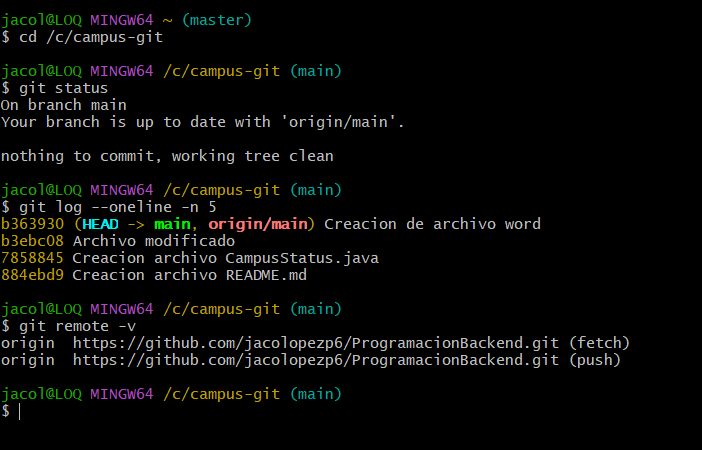 jacol@LOQ MINGW64 ~ (master)
$ cd /c/campus-git
jacol@LOQ MINGW64 /c/campus-git (main)
$ git status
On branch main
Your branch is up to date with 'origin/main'.
nothing to commit, working tree clean
jacol@LOQ MINGW64 /c/campus-git (main)
$ git log --oneline -n 5
b363930 (HEAD -> main, origin/main) Creacion de archivo word
b3ebc08 Archivo modificado
7858845 Creacion archivo CampusStatus.java
884ebd9 Creacion archivo README.md
jacol@LOQ MINGW64 /c/campus-git (main)
$ git remote -v
origin  https://github.com/jacolopezp6/ProgramacionBackend.git (fetch)
origin  https://github.com/jacolopezp6/ProgramacionBackend.git (push)
jacol@LOQ MINGW64 /c/campus-git (main)
$